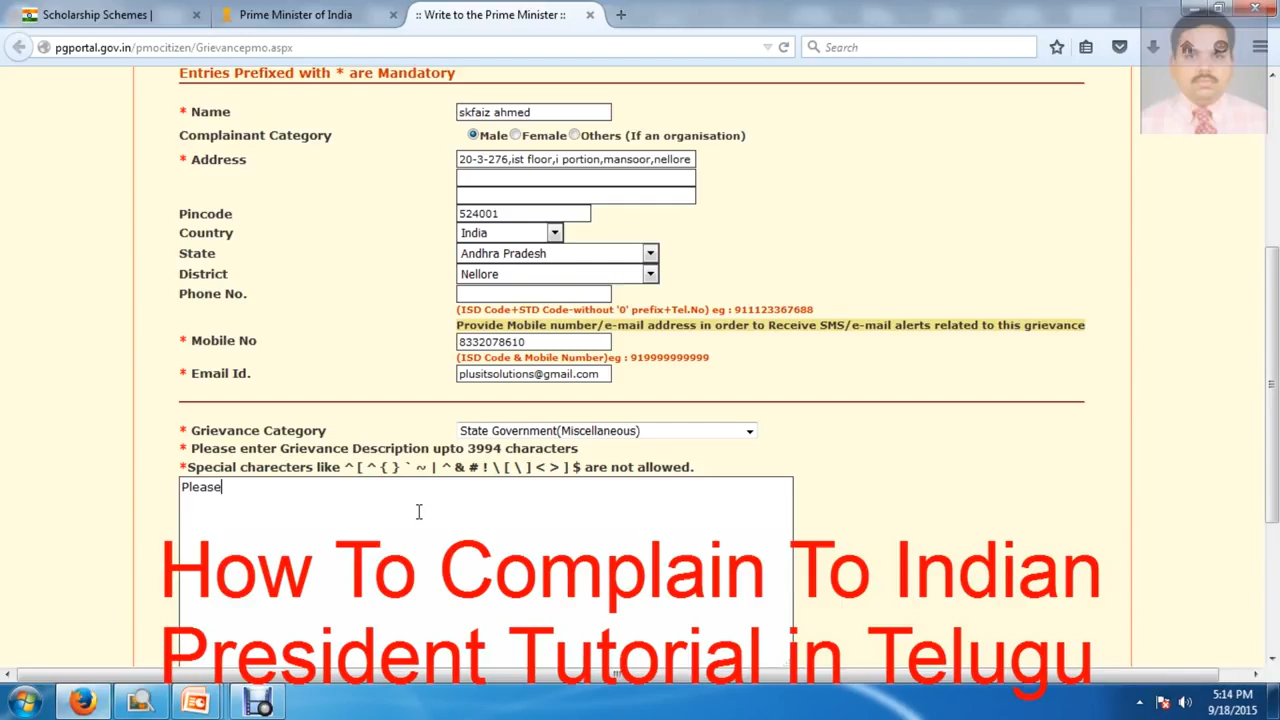 Scholarship Schemes |
Prime Minister of India
:: Write to the Prime Minister ::
pgportal.gov.in/pmocitizen/Grievancepmo.aspx
Search
Entries Prefixed with * are Mandatory
* Name
skfaiz ahmed
Complainant Category
Male Female Others (If an organisation)
* Address
20-3-276,ist floor,i portion,mansoor,nellore
Pincode
524001
Country
India
State
Andhra Pradesh
District
Nellore
Phone No.
(ISD Code+STD Code-without '0' prefix+Tel.No) eg : 911123367688
Provide Mobile number/e-mail address in order to Receive SMS/e-mail alerts related to this grievance
* Mobile No
8332078610
(ISD Code & Mobile Number)eg : 919999999999
* Email Id.
plusitsolutions@gmail.com
* Grievance Category
State Government(Miscellaneous)
* Please enter Grievance Description upto 3994 characters
*Special charecters like ^ [ ^ { } ` ~ | ^ & # ! \ [ \ ] < > ] $ are not allowed.
Please
How To Complain To Indian
President Tutorial in Telugu
5:14 PM
9/18/2015